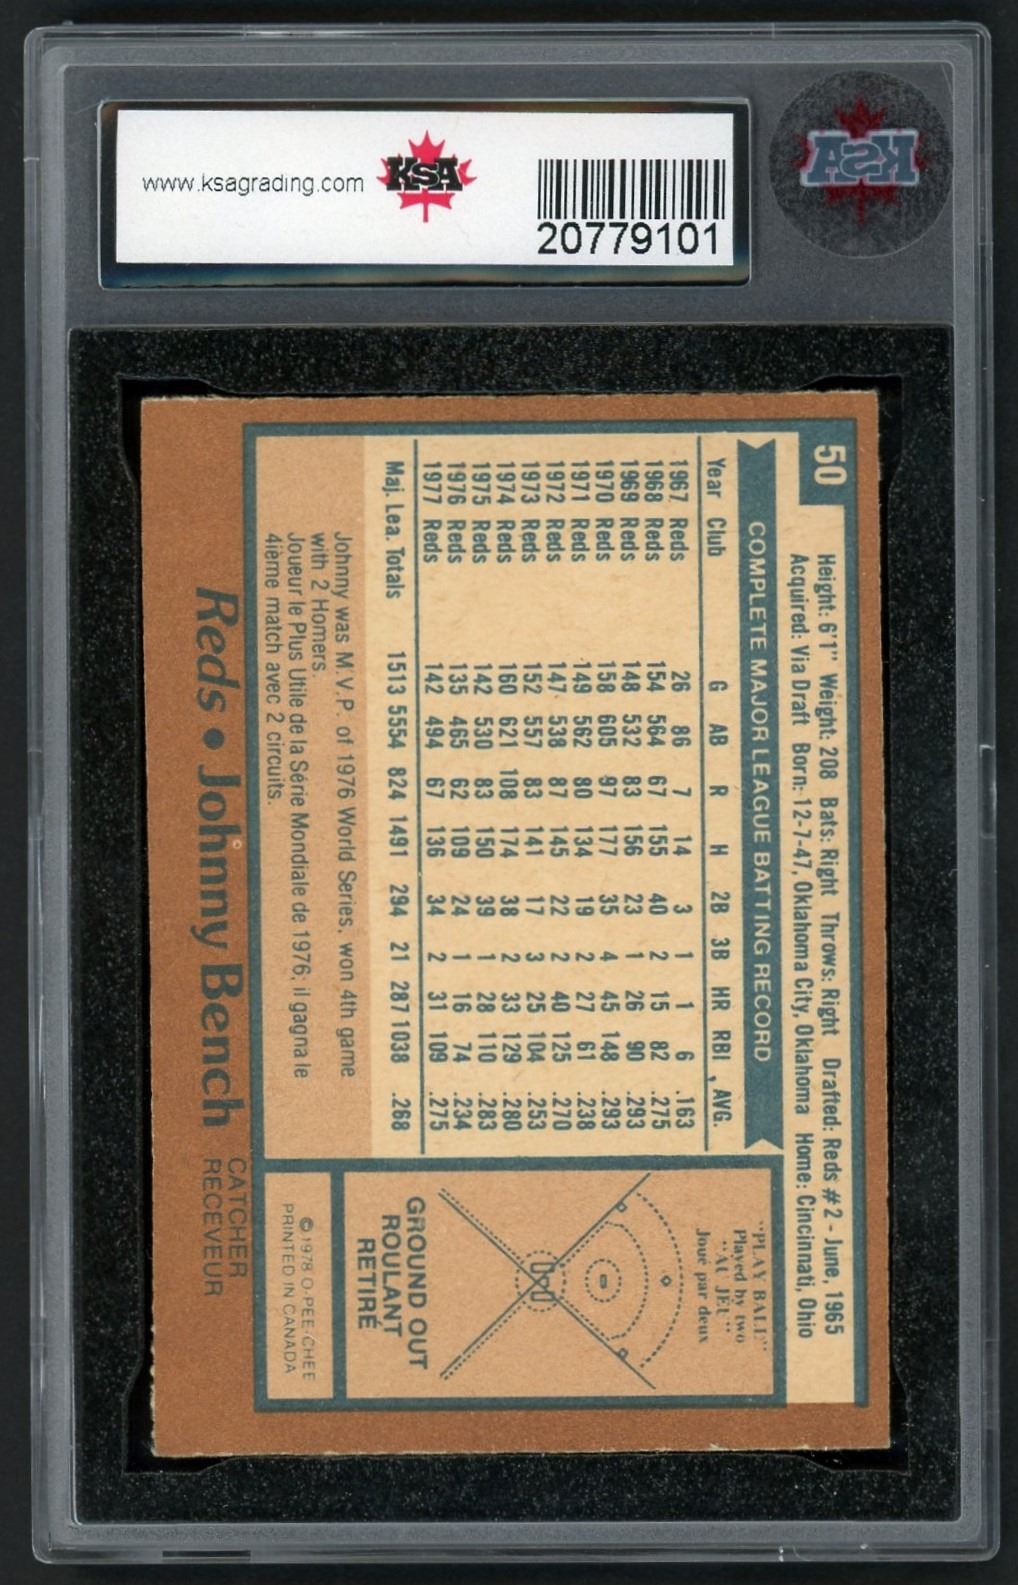 www.ksagrading.com
KSA
20779101
KSA
50
Height: 6'1" Weight: 208 Bats: Right Throws: Right Drafted: Reds #2 - June, 1965
Acquired: Via Draft Born: 12-7-47, Oklahoma City, Oklahoma Home: Cincinnati, Ohio
COMPLETE MAJOR LEAGUE BATTING RECORD
Year Club G AB R H 2B 3B HR RBI AVG.
1967 Reds 26 86 7 14 3 1 1 6 .163
1968 Reds 154 564 67 155 40 2 15 82 .275
1969 Reds 148 532 83 156 23 1 26 90 .293
1970 Reds 158 605 97 177 35 4 45 148 .293
1971 Reds 149 562 80 134 19 2 27 61 .238
1972 Reds 147 538 87 145 22 2 40 125 .270
1973 Reds 152 557 83 141 17 3 25 104 .253
1974 Reds 160 621 108 174 38 2 33 129 .280
1975 Reds 142 530 83 150 39 1 28 110 .283
1976 Reds 135 465 62 109 24 1 16 74 .234
1977 Reds 142 494 67 136 34 2 31 109 .275
Maj. Lea. Totals 1513 5554 824 1491 294 21 287 1038 .268
Johnny was M.V.P. of 1976 World Series, won 4th game
with 2 Homers.
Joueur le Plus Utile de la Série Mondiale de 1976; il gagna le
4ième match avec 2 circuits.
"PLAY BALL"
Played by two
"AU JEU"
Joué par deux
GROUND OUT
ROULANT
RETIRÉ
© 1978 O-PEE-CHEE
PRINTED IN CANADA
Reds • Johnny Bench
CATCHER
RECEVEUR